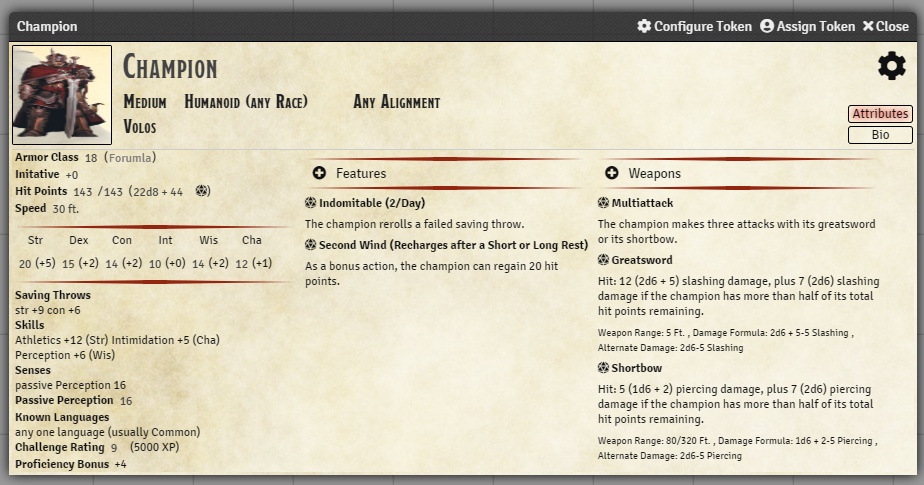 Champion
Configure Token Assign Token Close
Champion
Medium Humanoid (any Race) Any Alignment
Volos
Attributes
Bio
Armor Class 18 (Forumla)
Initative +0
Hit Points 143 /143 (22d8 + 44
Speed 30 ft.
Str Dex Con Int Wis Cha
20 (+5) 15 (+2) 14 (+2) 10 (+0) 14 (+2) 12 (+1)
Saving Throws
str +9 con +6
Skills
Athletics +12 (Str) Intimidation +5 (Cha)
Perception +6 (Wis)
Senses
passive Perception 16
Passive Perception 16
Known Languages
any one language (usually Common)
Challenge Rating 9 (5000 XP)
Proficiency Bonus +4
Features
Indomitable (2/Day)
The champion rerolls a failed saving throw.
Second Wind (Recharges after a Short or Long Rest)
As a bonus action, the champion can regain 20 hit
points.
Weapons
Multiattack
The champion makes three attacks with its greatsword
or its shortbow.
Greatsword
Hit: 12 (2d6 + 5) slashing damage, plus 7 (2d6) slashing
damage if the champion has more than half of its total
hit points remaining.
Weapon Range: 5 Ft. , Damage Formula: 2d6 + 5-5 Slashing ,
Alternate Damage: 2d6-5 Slashing
Shortbow
Hit: 5 (1d6 + 2) piercing damage, plus 7 (2d6) piercing
damage if the champion has more than half of its total
hit points remaining.
Weapon Range: 80/320 Ft. , Damage Formula: 1d6 + 2-5 Piercing ,
Alternate Damage: 2d6-5 Piercing